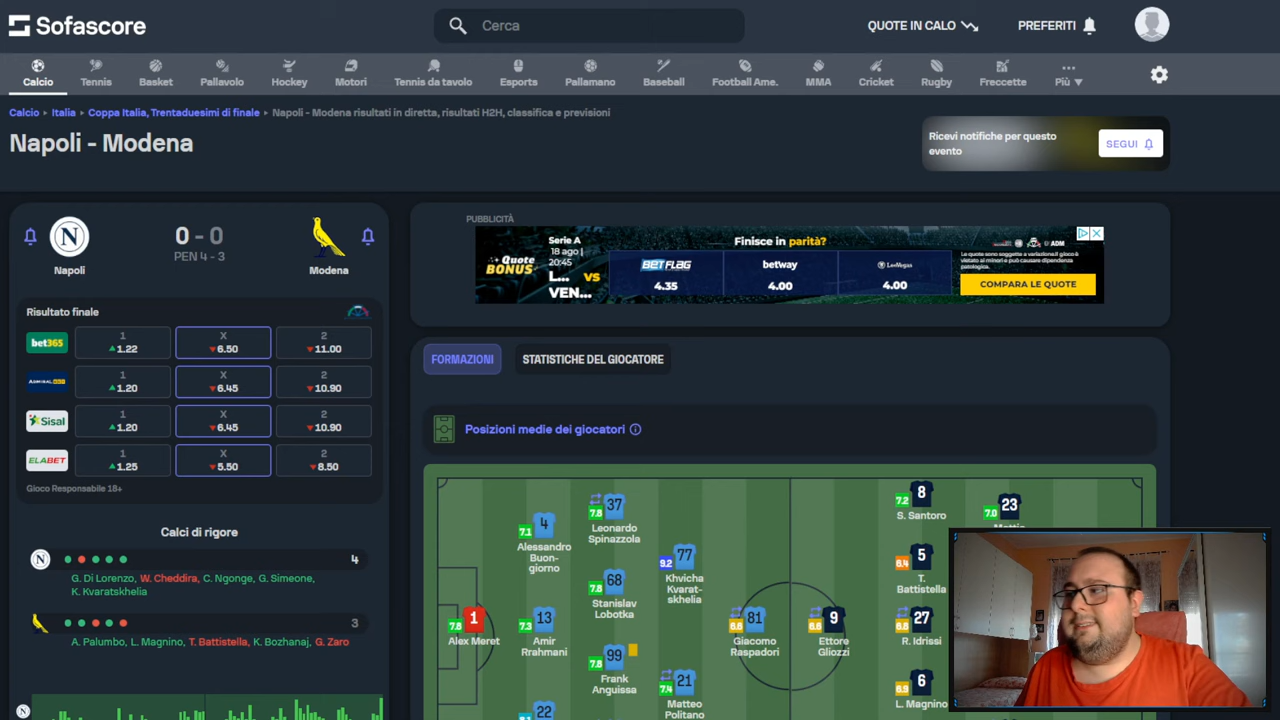 Sofascore
Cerca
QUOTE IN CALO
PREFERITI
Calcio
Tennis
Basket
Pallavolo
Hockey
Motori
Tennis da tavolo
Esports
Pallamano
Baseball
Football Ame.
MMA
Cricket
Rugby
Freccette
Più ▼
Calcio ▸ Italia ▸ Coppa Italia, Trentaduesimi di finale ▸ Napoli - Modena risultati in diretta, risultati H2H, classifica e previsioni
Napoli - Modena
Ricevi notifiche per questo
evento
SEGUI
N
0 - 0
PEN 4 - 3
Napoli
Modena
Risultato finale
bet365
1
1.22
X
6.50
2
11.00
1
1.20
X
6.45
2
10.90
Sisal
1
1.20
X
6.45
2
10.90
ELABET
1
1.25
X
5.50
2
8.50
Gioco Responsabile 18+
Calci di rigore
4
G. Di Lorenzo, W. Cheddira, C. Ngonge, G. Simeone,
K. Kvaratskhelia
3
A. Palumbo, L. Magnino, T. Battistella, K. Bozhanaj, G. Zaro
PUBBLICITÀ
Quote
BONUS
Serie A
18 ago |
20:45
L... vs
VEN...
Finisce in parità?
BETFLAG
4.35
betway
4.00
LeoVegas
4.00
ADM
COMPARA LE QUOTE
FORMAZIONI
STATISTICHE DEL GIOCATORE
Posizioni medie dei giocatori
1
7.8
Alex Meret
4
7.1
Alessandro
Buon-
giorno
13
7.3
Amir
Rrahmani
22
37
7.8
Leonardo
Spinazzola
68
7.8
Stanislav
Lobotka
99
7.8
Frank
Anguissa
77
9.2
Khvicha
Kvarat-
skhelia
21
7.4
Matteo
Politano
81
6.6
Giacomo
Raspadori
9
6.6
Ettore
Gliozzi
8
7.2
S. Santoro
5
6.4
T.
Battistella
27
6.8
R. Idrissi
6
6.9
L. Magnino
23
7.0